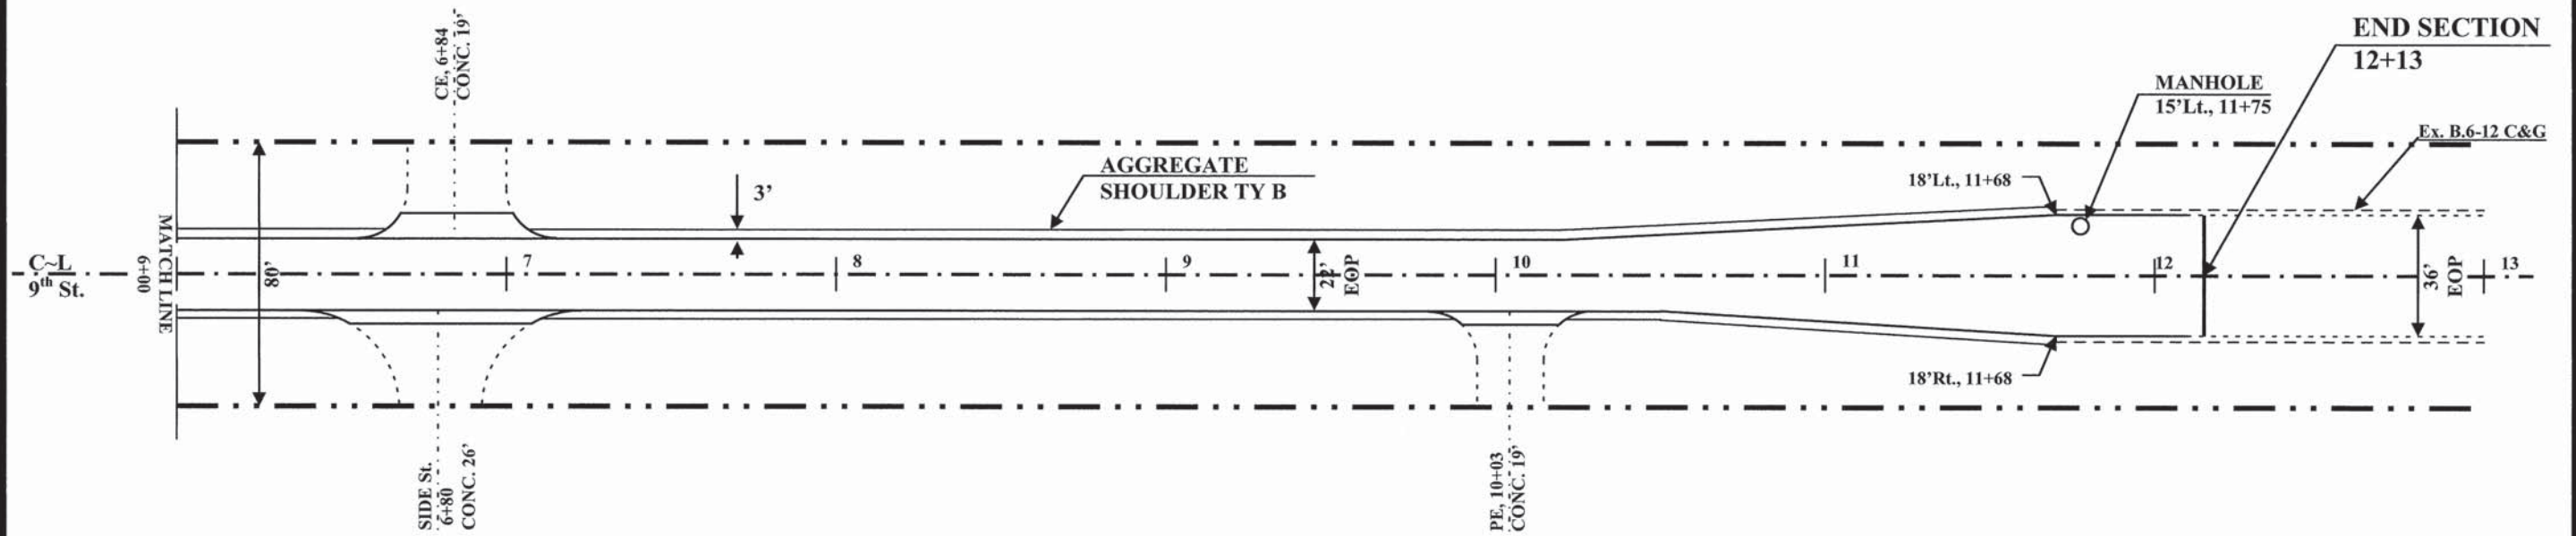 CE, 6+84
CONC. 19'
END SECTION
12+13
MANHOLE
15'Lt., 11+75
Ex. B.6-12 C&G
AGGREGATE
SHOULDER TY B
3'
18'Lt., 11+68
MATCH LINE
6+00
C~L
9th St.
80'
7
8
9
22'
EOP
10
11
12
36'
EOP
13
18'Rt., 11+68
SIDE St.
6+80
CONC. 26'
PE, 10+03
CONC. 19'